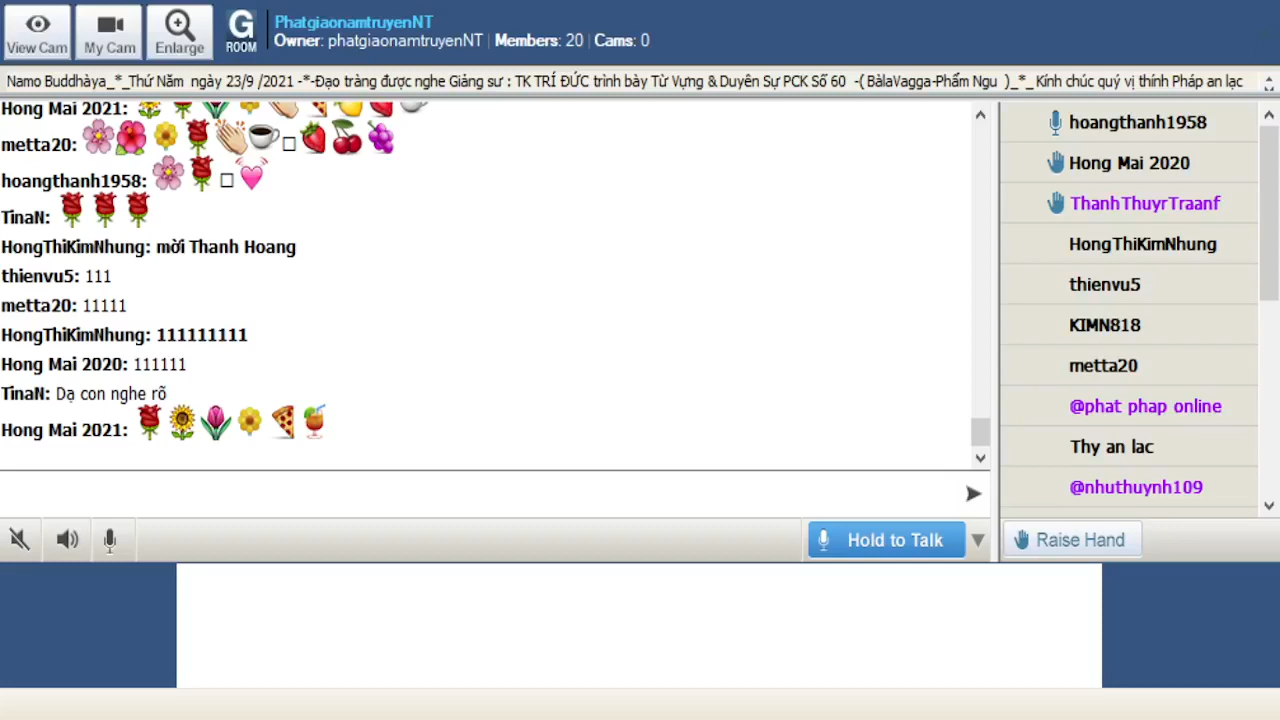 View Cam
My Cam
Enlarge
G
ROOM
PhatgiaonamtruyenNT
Owner: phatgiaonamtruyenNT | Members: 20 | Cams: 0
Namo Buddhàya_*_Thứ Năm ngày 23/9 /2021 -*-Đạo tràng được nghe Giảng sư : TK TRÍ ĐỨC trình bày Từ Vựng & Duyên Sự PCK Số 60 -( BàlaVagga-Phẩm Ngu )_*_ Kính chúc quý vị thính Pháp an lạc
Hong Mai 2021:
metta20:
hoangthanh1958:
TinaN:
HongThiKimNhung: mời Thanh Hoang
thienvu5: 111
metta20: 11111
HongThiKimNhung: 111111111
Hong Mai 2020: 111111
TinaN: Dạ con nghe rõ
Hong Mai 2021:
Hold to Talk
hoangthanh1958
Hong Mai 2020
ThanhThuyrTraanf
HongThiKimNhung
thienvu5
KIMN818
metta20
@phat phap online
Thy an lac
@nhuthuynh109
Raise Hand